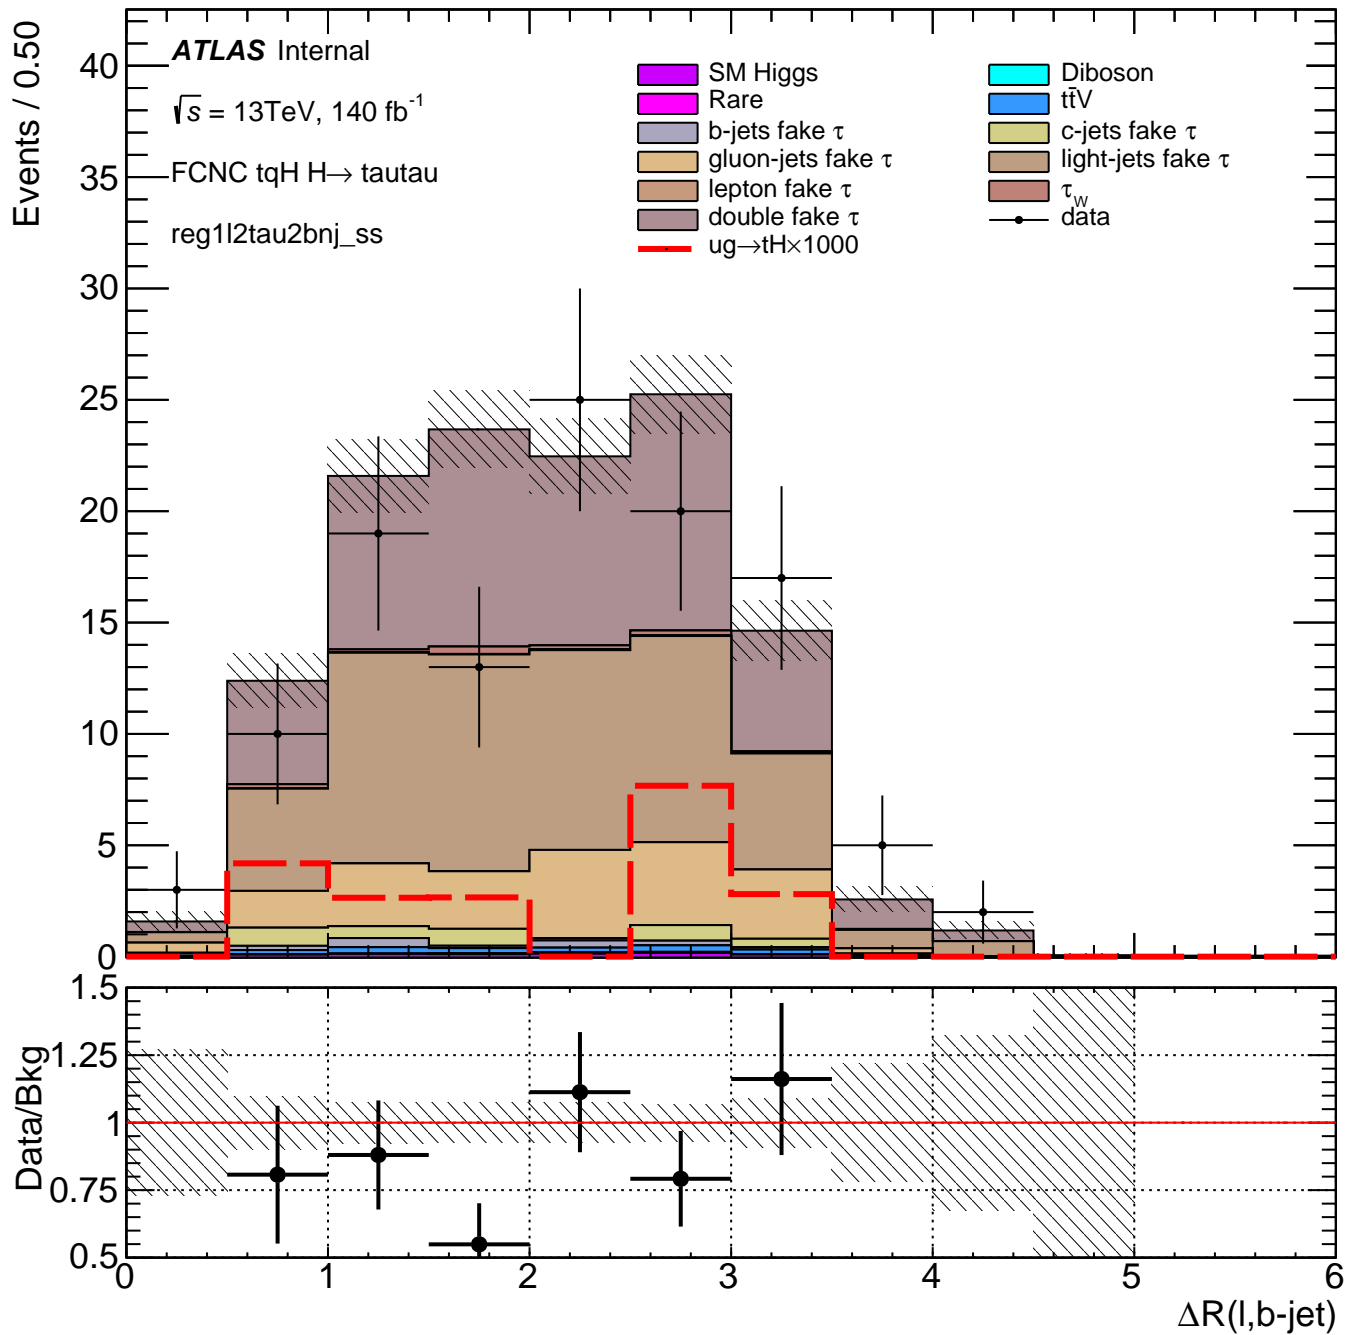 Events / 0.50
ATLAS Internal
√s = 13TeV, 140 fb⁻¹
FCNC tqH H→ tautau
reg1l2tau2bnj_ss
SM Higgs
Diboson
Rare
tt̄V
b-jets fake τ
c-jets fake τ
gluon-jets fake τ
light-jets fake τ
lepton fake τ
τ_W
double fake τ
data
ug→tH×1000
40
35
30
25
20
15
10
5
0
Data/Bkg
1.5
1.25
1
0.75
0.5
0 1 2 3 4 5 6
ΔR(l,b-jet)